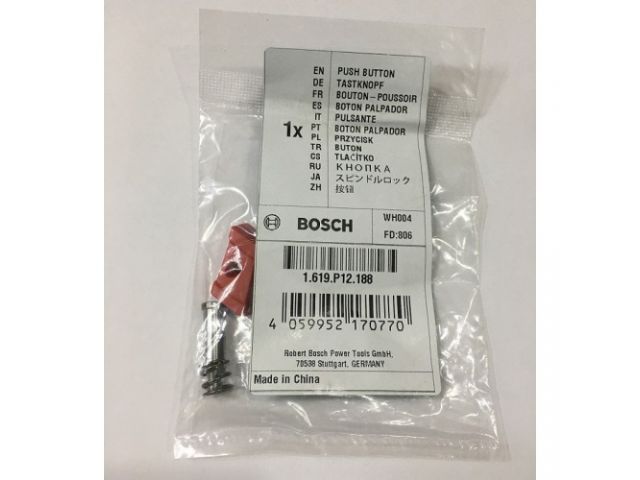 EN PUSH BUTTON
DE TASTKNOPF
FR BOUTON-POUSSOIR
ES BOTON PALPADOR
IT PULSANTE
1x PT BOTON PALPADOR
PL PRZYCISK
TR BUTON
CS TLAČÍTKO
RU КНОПКА
JA スピンドルロック
ZH 按钮
BOSCH
WH004
FD:806
1.619.P12.188
4 059952 170770
Robert Bosch Power Tools GmbH,
70538 Stuttgart, GERMANY
Made in China